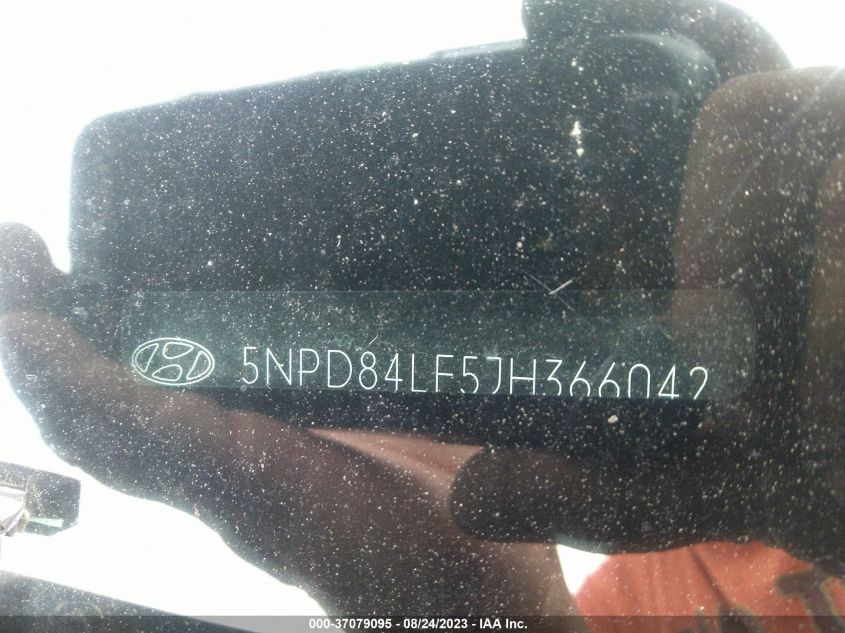 5NPD84LF5JH366042
000-37079095 - 08/24/2023 - IAA Inc.